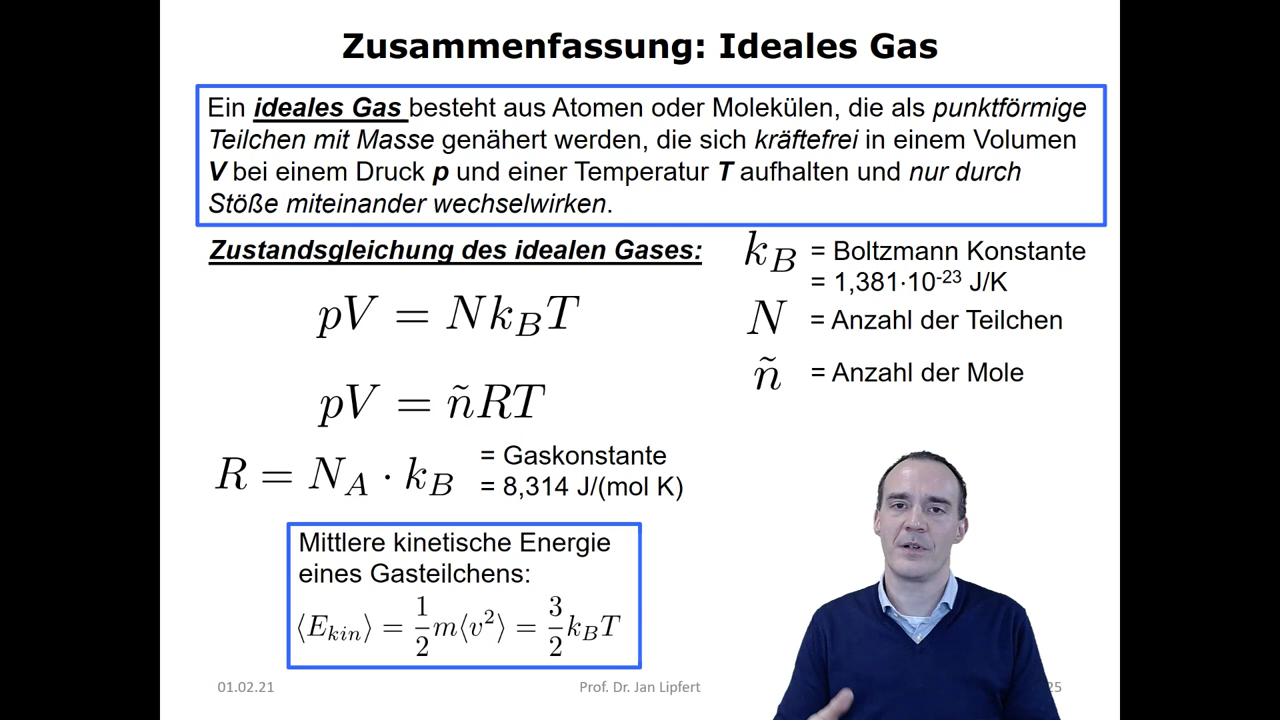 Zusammenfassung: Ideales Gas
Ein ideales Gas besteht aus Atomen oder Molekülen, die als punktförmige
Teilchen mit Masse genähert werden, die sich kräftefrei in einem Volumen
V bei einem Druck p und einer Temperatur T aufhalten und nur durch
Stöße miteinander wechselwirken.
Zustandsgleichung des idealen Gases:
pV = Nk_BT
pV = ñRT
R = N_A · k_B
= Gaskonstante
= 8,314 J/(mol K)
k_B = Boltzmann Konstante
= 1,381·10⁻²³ J/K
N = Anzahl der Teilchen
ñ = Anzahl der Mole
Mittlere kinetische Energie
eines Gasteilchens:
⟨E_kin⟩ = 1/2 m⟨v²⟩ = 3/2 k_BT
01.02.21
Prof. Dr. Jan Lipfert
25